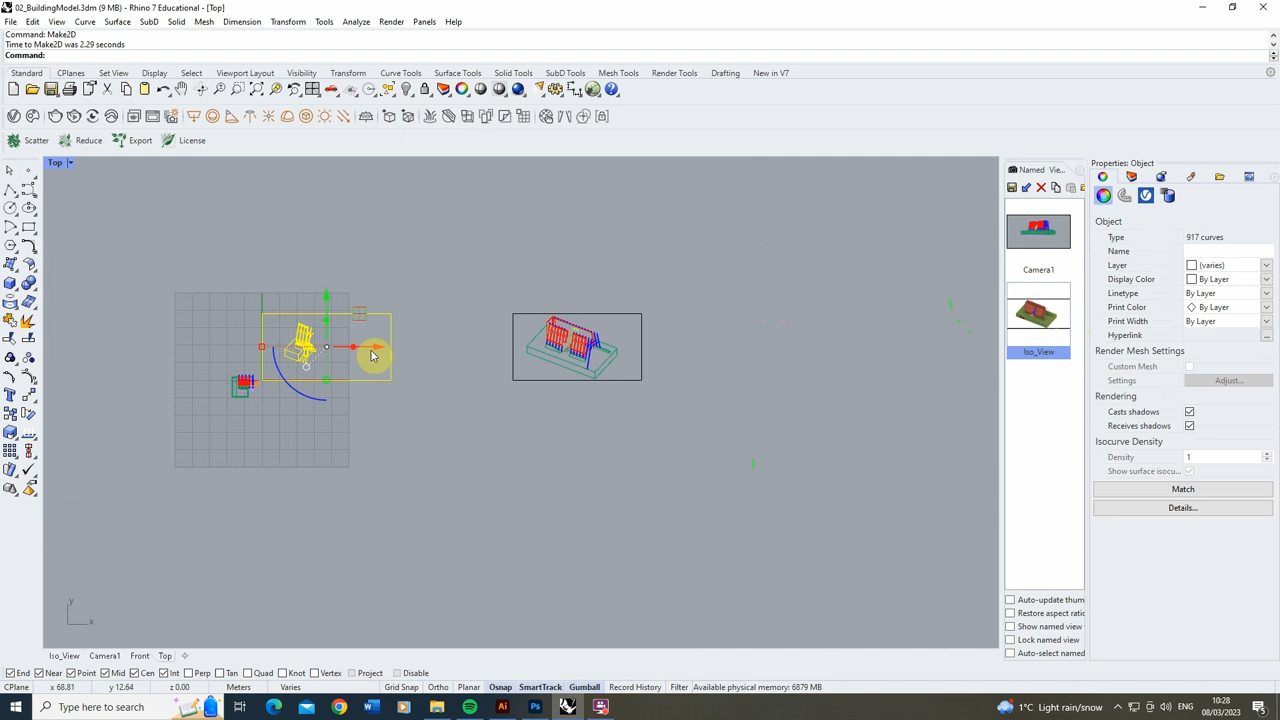 02_BuildingModel.3dm (9 MB) - Rhino 7 Educational - [Top]
File Edit View Curve Surface SubD Solid Mesh Dimension Transform Tools Analyze Render Panels Help
Command: Make2D
Time to Make2D was 2.29 seconds
Command:
Standard CPlanes Set View Display Select Viewport Layout Visibility Transform Curve Tools Surface Tools Solid Tools SubD Tools Mesh Tools Render Tools Drafting New in V7
Scatter Reduce Export License
Top
Named Vie...
Camera1
Iso_View
Auto-update thum
Restore aspect ratio
Show named view
Lock named view
Auto-select named
Properties: Object
Object
Type 917 curves
Name
Layer (varies)
Display Color By Layer
Linetype By Layer
Print Color By Layer
Print Width By Layer
Hyperlink ...
Render Mesh Settings
Custom Mesh
Settings Adjust...
Rendering
Casts shadows
Receives shadows
Isocurve Density
Density 1
Show surface isocu...
Match
Details...
y
x
Iso_View Camera1 Front Top
End Near Point Mid Cen Int Perp Tan Quad Knot Vertex Project Disable
CPlane x 68.81 y 12.64 z 0.00 Meters Varies Grid Snap Ortho Planar Osnap SmartTrack Gumball Record History Filter Available physical memory: 6879 MB
Type here to search
1°C Light rain/snow
10:28
08/03/2023